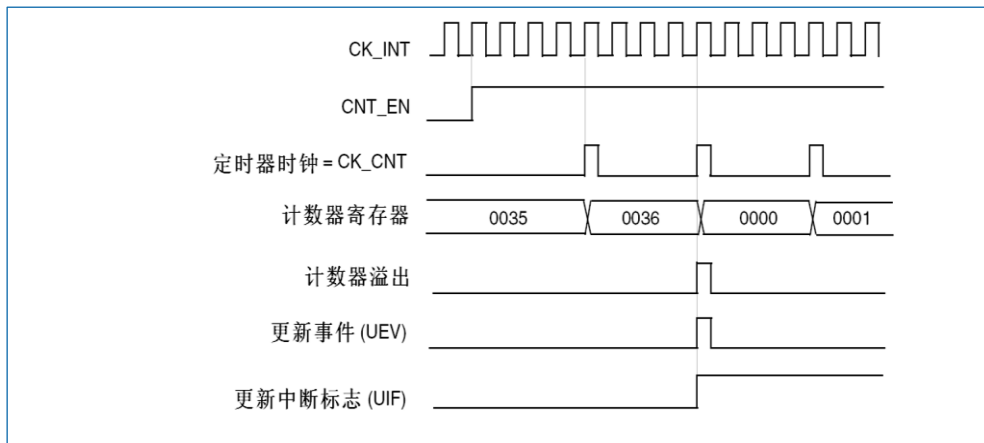 CK_INT
CNT_EN
定时器时钟 = CK_CNT
计数器寄存器 0035 0036 0000 0001
计数器溢出
更新事件 (UEV)
更新中断标志 (UIF)